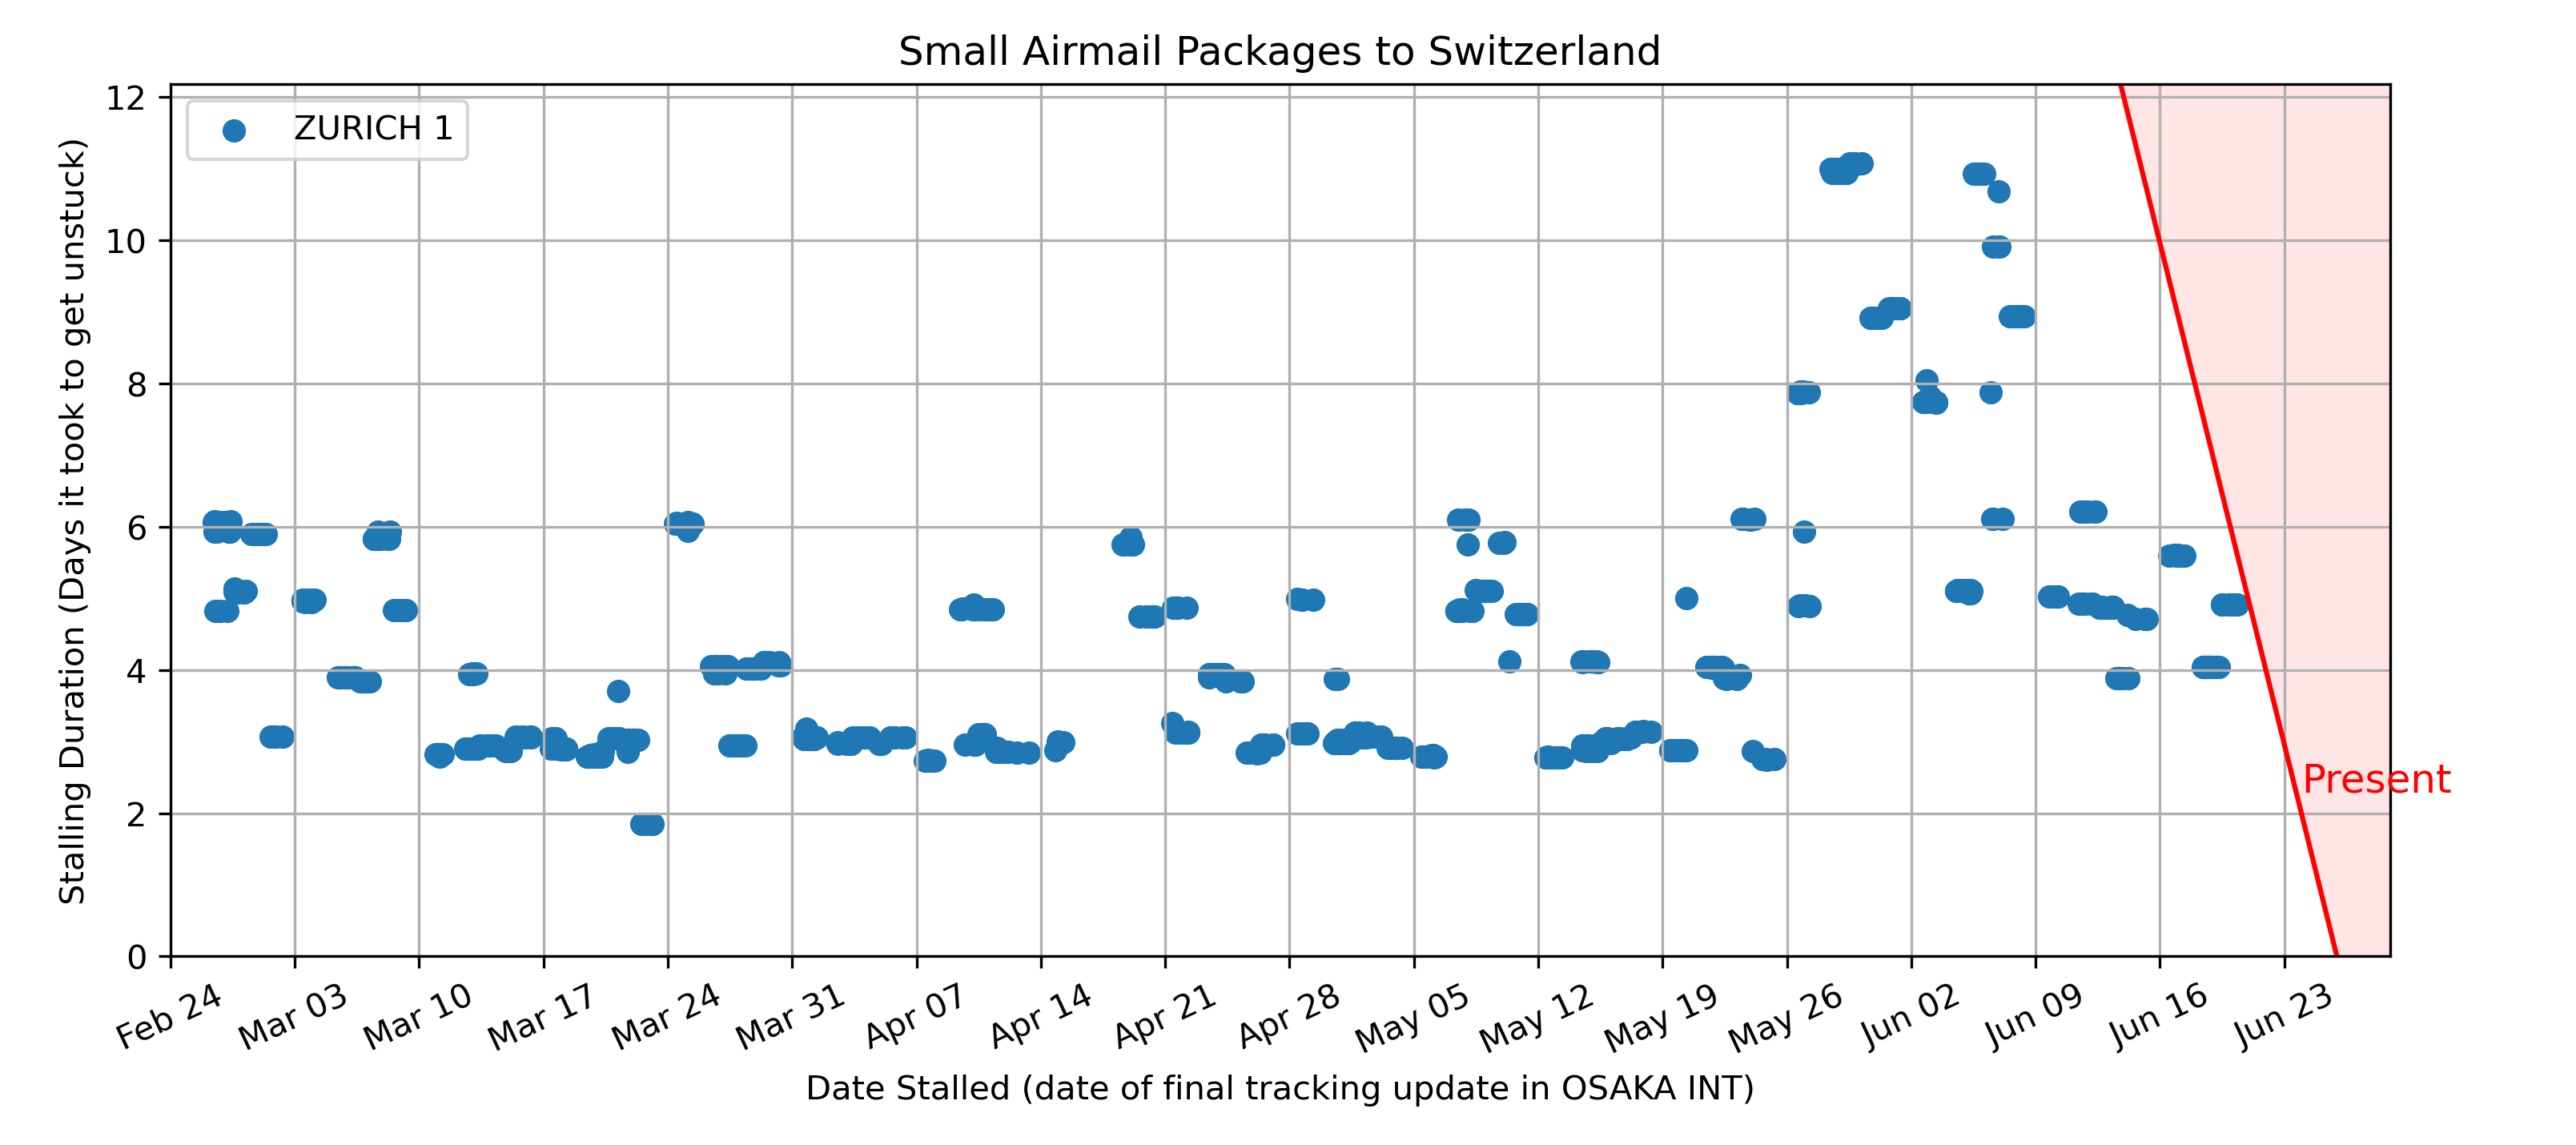 Small Airmail Packages to Switzerland
ZURICH 1
Stalling Duration (Days it took to get unstuck)
12
10
8
6
4
2
0
Present
Feb 24
Mar 03
Mar 10
Mar 17
Mar 24
Mar 31
Apr 07
Apr 14
Apr 21
Apr 28
May 05
May 12
May 19
May 26
Jun 02
Jun 09
Jun 16
Jun 23
Date Stalled (date of final tracking update in OSAKA INT)